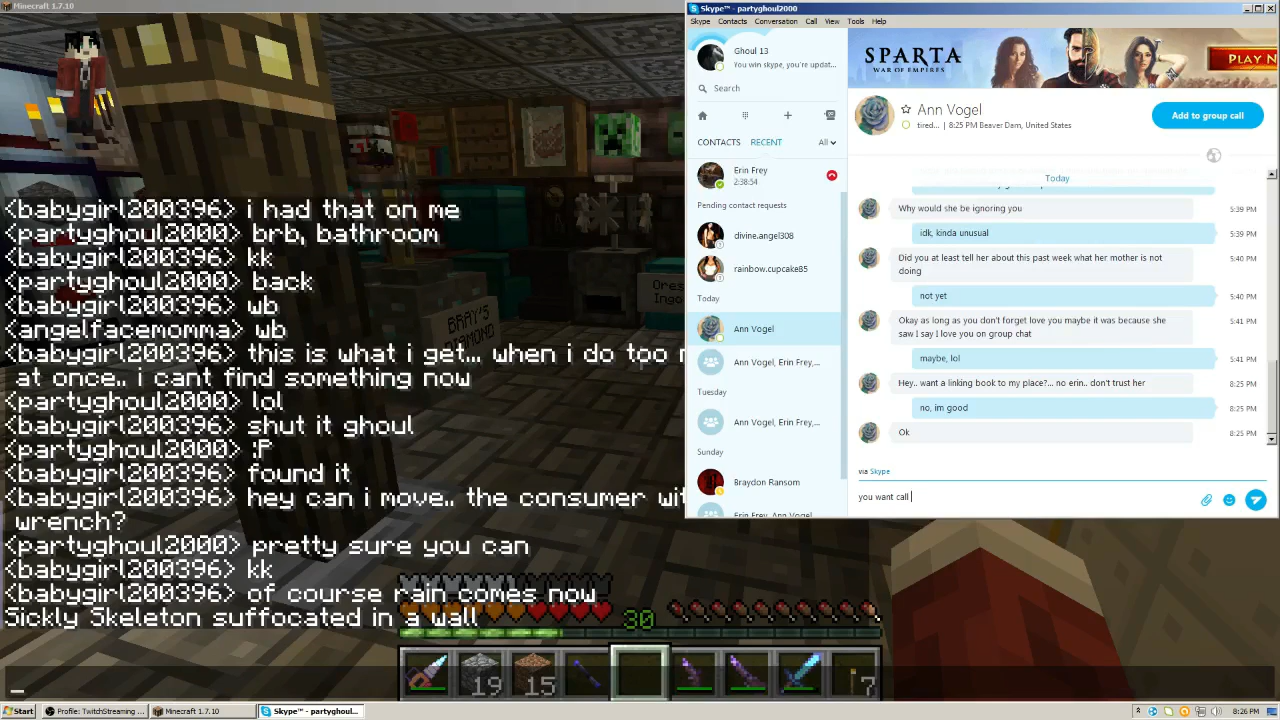 Minecraft 1.7.10
<babygirl200396> i had that on me
<partyghoul2000> brb, bathroom
<babygirl200396> kk
<partyghoul2000> back
<babygirl200396> wb
<angelfacemomma> wb
<babygirl200396> this is what i get... when i do too
at once.. i cant find something now
<partyghoul2000> lol
<babygirl200396> shut it ghoul
<partyghoul2000> :P
<babygirl200396> found it
<babygirl200396> hey can i move.. the consumer
wrench?
<partyghoul2000> pretty sure you can
<babygirl200396> kk
<babygirl200396> of course rain comes now
Sickly Skeleton suffocated in a wall
BRAY'S
DIAMOND
Ores
30
19
15
7
Skype™ - partyghoul2000
Skype Contacts Conversation Call View Tools Help
Ghoul 13
You win skype, you're updat...
Search
CONTACTS RECENT All
Erin Frey
2:38:54
Pending contact requests
divine.angel308
rainbow.cupcake85
Today
Ann Vogel
Ann Vogel, Erin Frey,...
Tuesday
Ann Vogel, Erin Frey,...
Sunday
Braydon Ransom
Erin Frey, Ann Vogel
SPARTA
WAR OF EMPIRES
PLAY N
Ann Vogel
tired... | 8:25 PM Beaver Dam, United States
Add to group call
Today
Why would she be ignoring you 5:39 PM
idk, kinda unusual 5:39 PM
Did you at least tell her about this past week what her mother is not 5:40 PM
doing
not yet 5:40 PM
Okay as long as you don't forget love you maybe it was because she 5:41 PM
saw I say I love you on group chat
maybe, lol 5:41 PM
Hey.. want a linking book to my place?... no erin.. don't trust her 8:25 PM
no, im good 8:25 PM
Ok 8:25 PM
via Skype
you want call
Start Profile: TwitchStreaming ... Minecraft 1.7.10 Skype™ - partyghoul... 8:26 PM